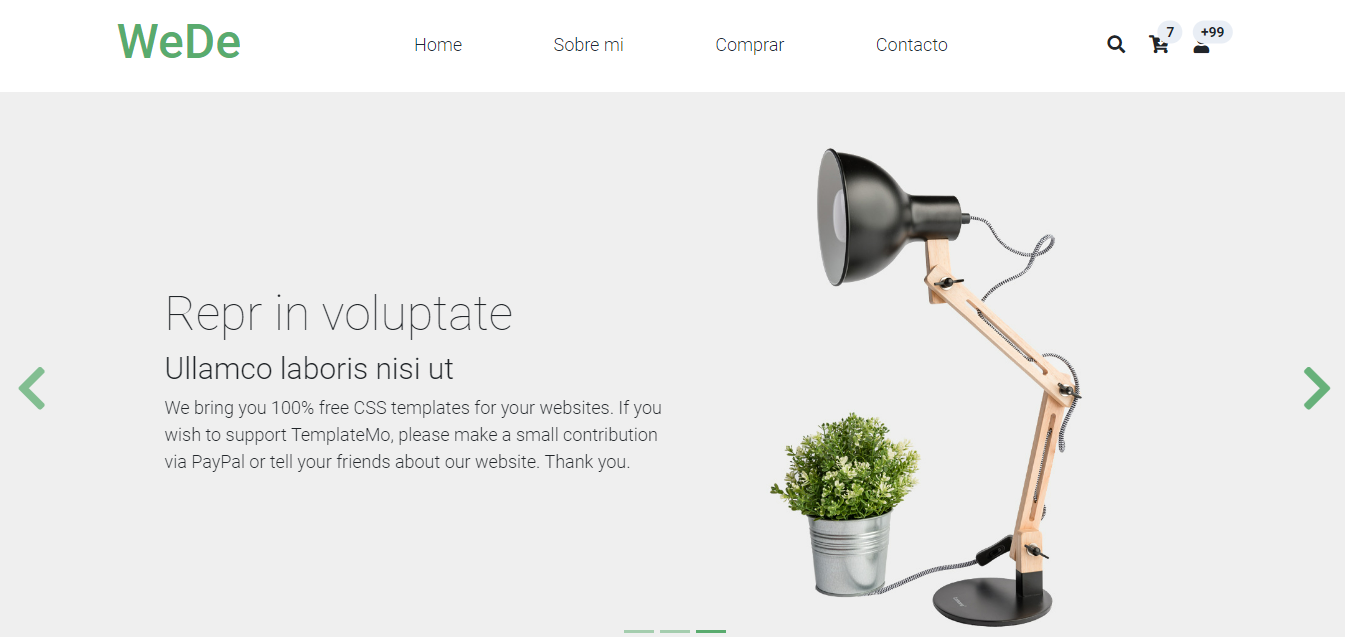 WeDe
Home
Sobre mi
Comprar
Contacto
7
+99
Repr in voluptate
Ullamco laboris nisi ut
We bring you 100% free CSS templates for your websites. If you
wish to support TemplateMo, please make a small contribution
via PayPal or tell your friends about our website. Thank you.